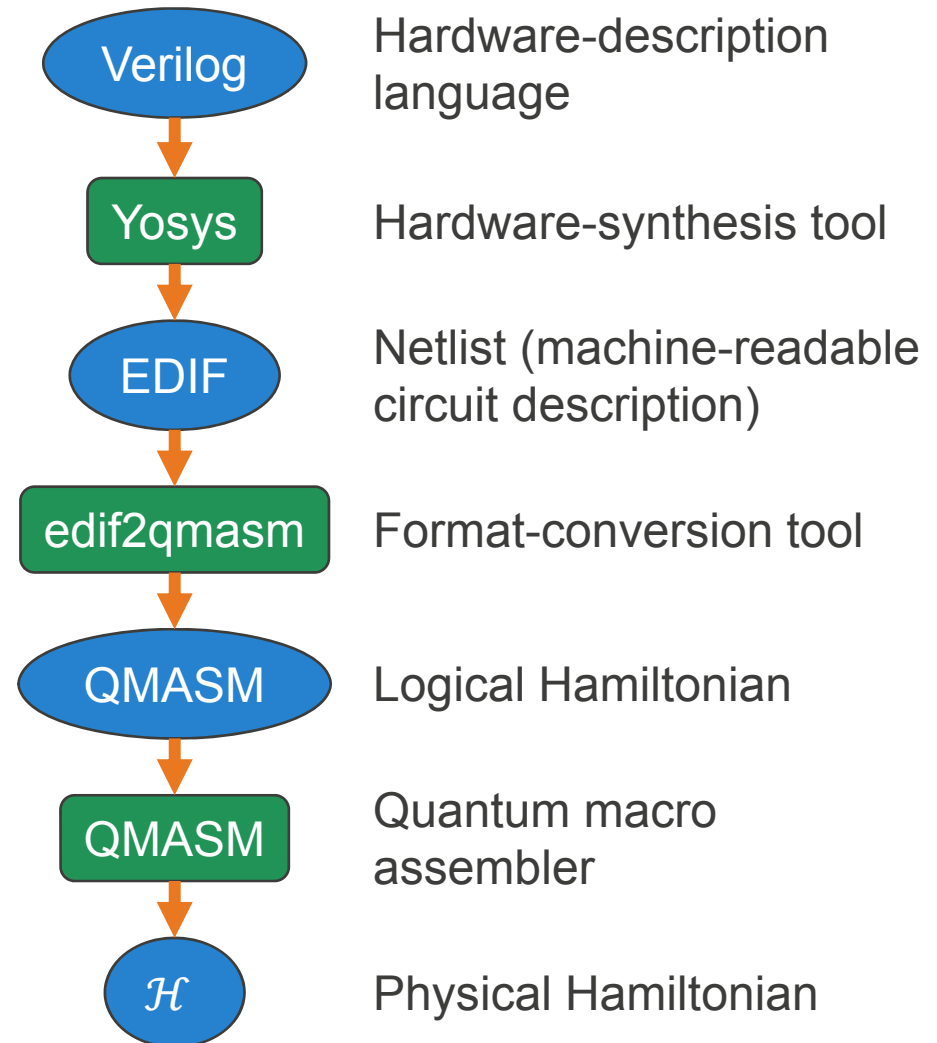 Verilog
Hardware-description
language
Yosys
Hardware-synthesis tool
EDIF
Netlist (machine-readable
circuit description)
edif2qmasm
Format-conversion tool
QMASM
Logical Hamiltonian
QMASM
Quantum macro
assembler
ℋ
Physical Hamiltonian